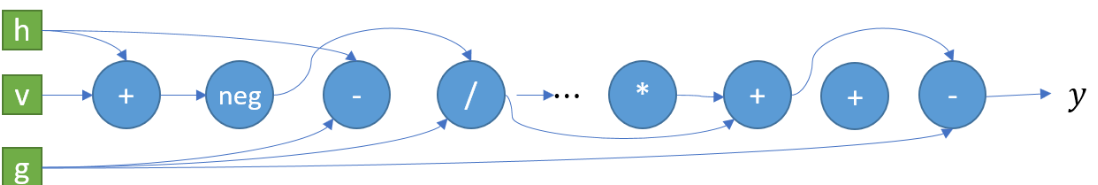 h
v + neg - / ... * + + - y
g